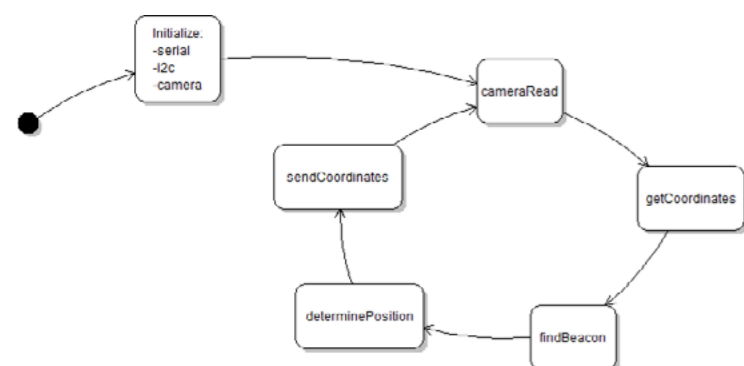 Initialize:
-serial
-i2c
-camera
cameraRead
sendCoordinates
getCoordinates
determinePosition
findBeacon